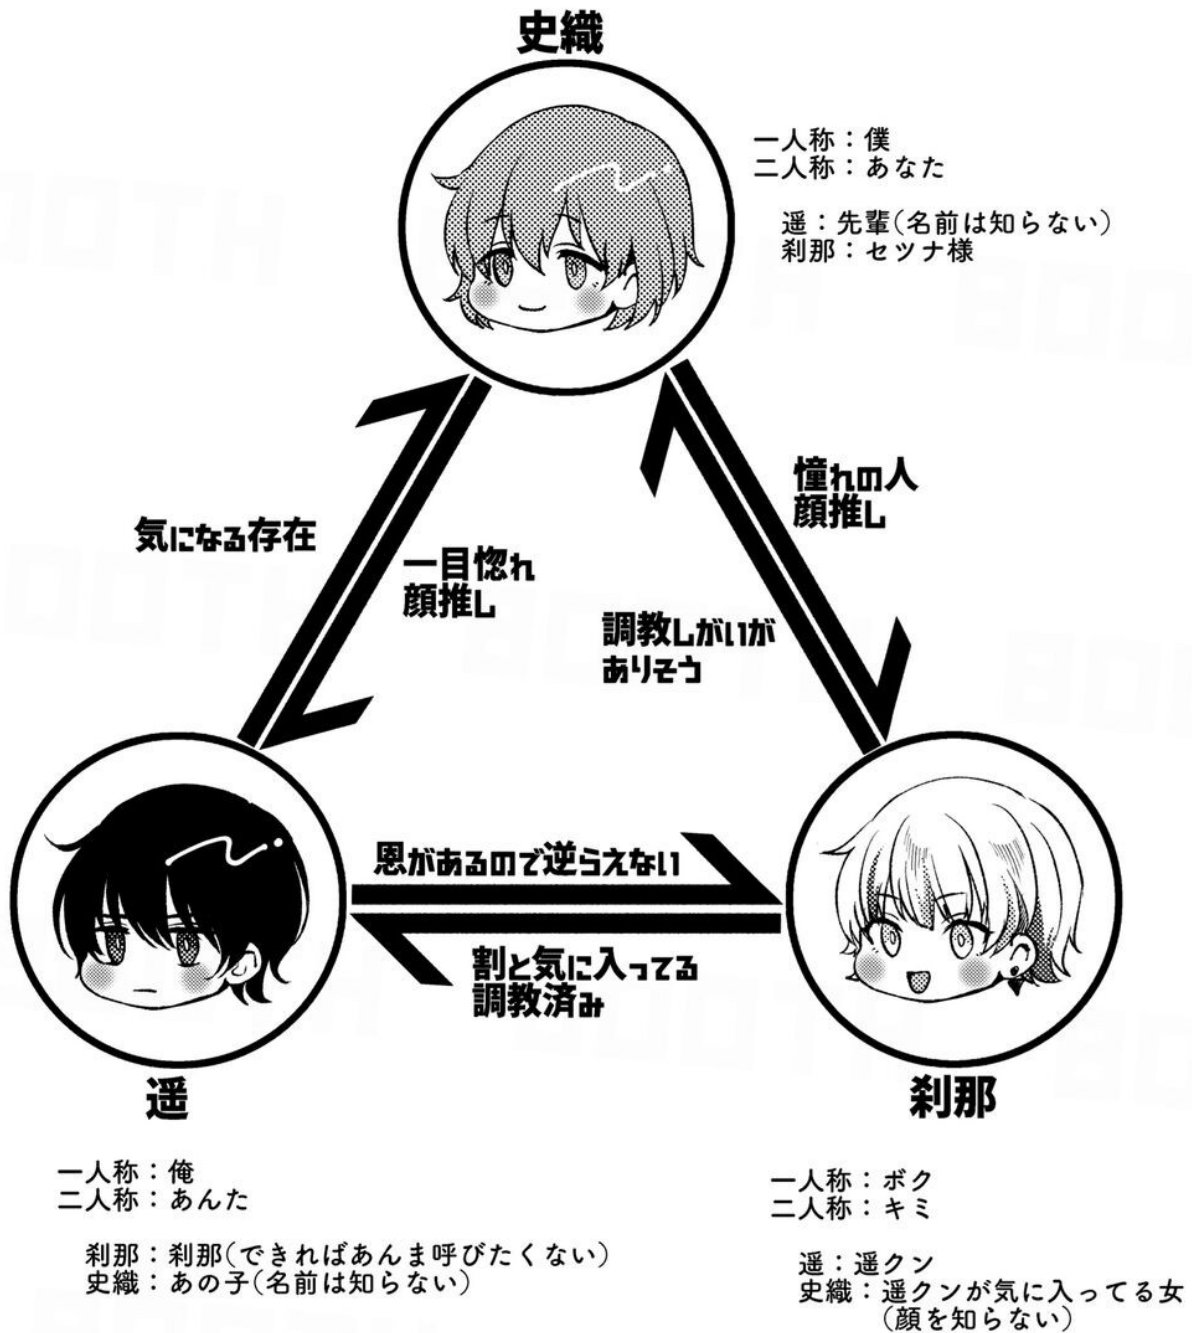 史織
一人称：僕
二人称：あなた
遥：先輩(名前は知らない)
刹那：セツナ様
憧れの人
顔推し
気になる存在
一目惚れ
顔推し
調教しがいが
ありそう
恩があるので逆らえない
割と気に入ってる
調教済み
遥
刹那
一人称：俺
二人称：あんた
刹那：刹那(できればあんま呼びたくない)
史織：あの子(名前は知らない)
一人称：ボク
二人称：キミ
遥：遥クン
史織：遥クンが気に入ってる女
(顔を知らない)
BOOTH